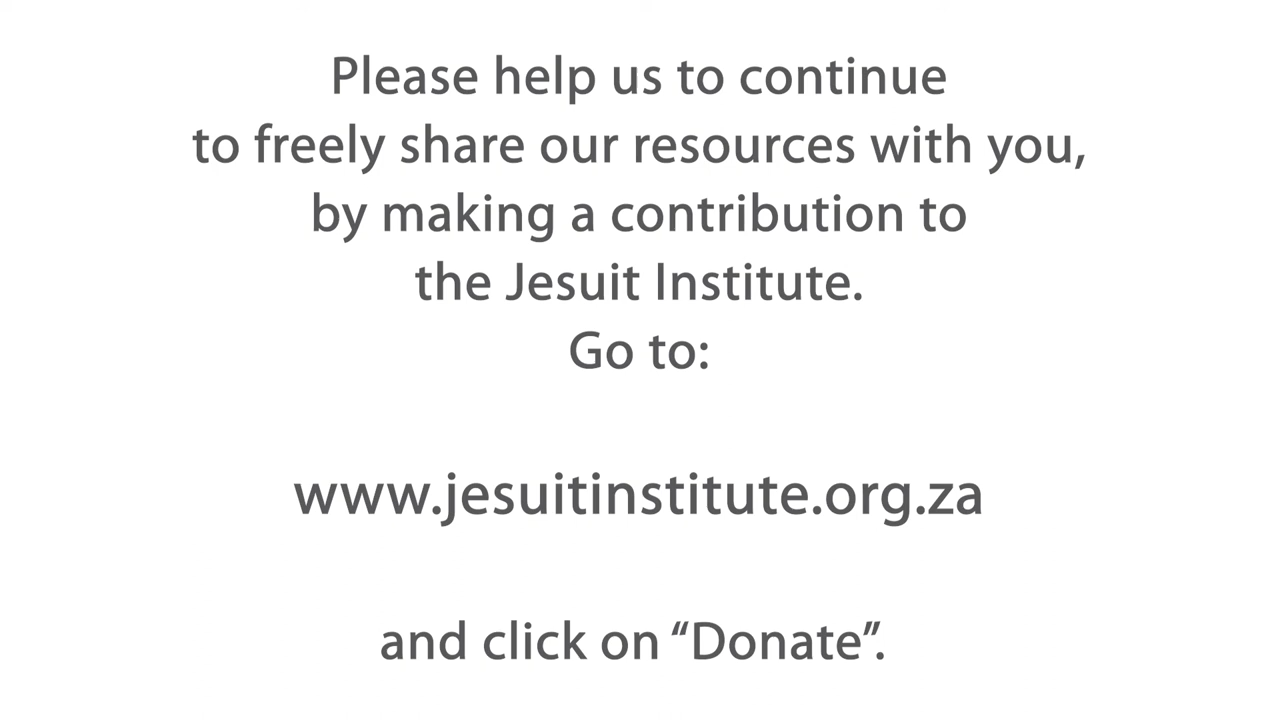 Please help us to continue
to freely share our resources with you,
by making a contribution to
the Jesuit Institute.
Go to:
www.jesuitinstitute.org.za
and click on “Donate”.